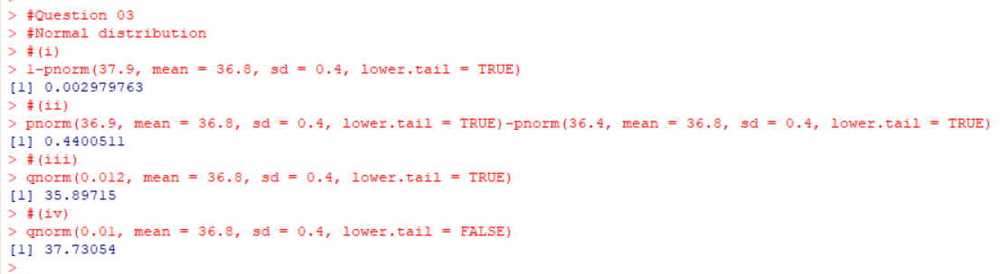 > #Question 03
> #Normal distribution
> #(i)
> 1-pnorm(37.9, mean = 36.8, sd = 0.4, lower.tail = TRUE)
[1] 0.002979763
> #(ii)
> pnorm(36.9, mean = 36.8, sd = 0.4, lower.tail = TRUE)-pnorm(36.4, mean = 36.8, sd = 0.4, lower.tail = TRUE)
[1] 0.4400511
> #(iii)
> qnorm(0.012, mean = 36.8, sd = 0.4, lower.tail = TRUE)
[1] 35.89715
> #(iv)
> qnorm(0.01, mean = 36.8, sd = 0.4, lower.tail = FALSE)
[1] 37.73054
>